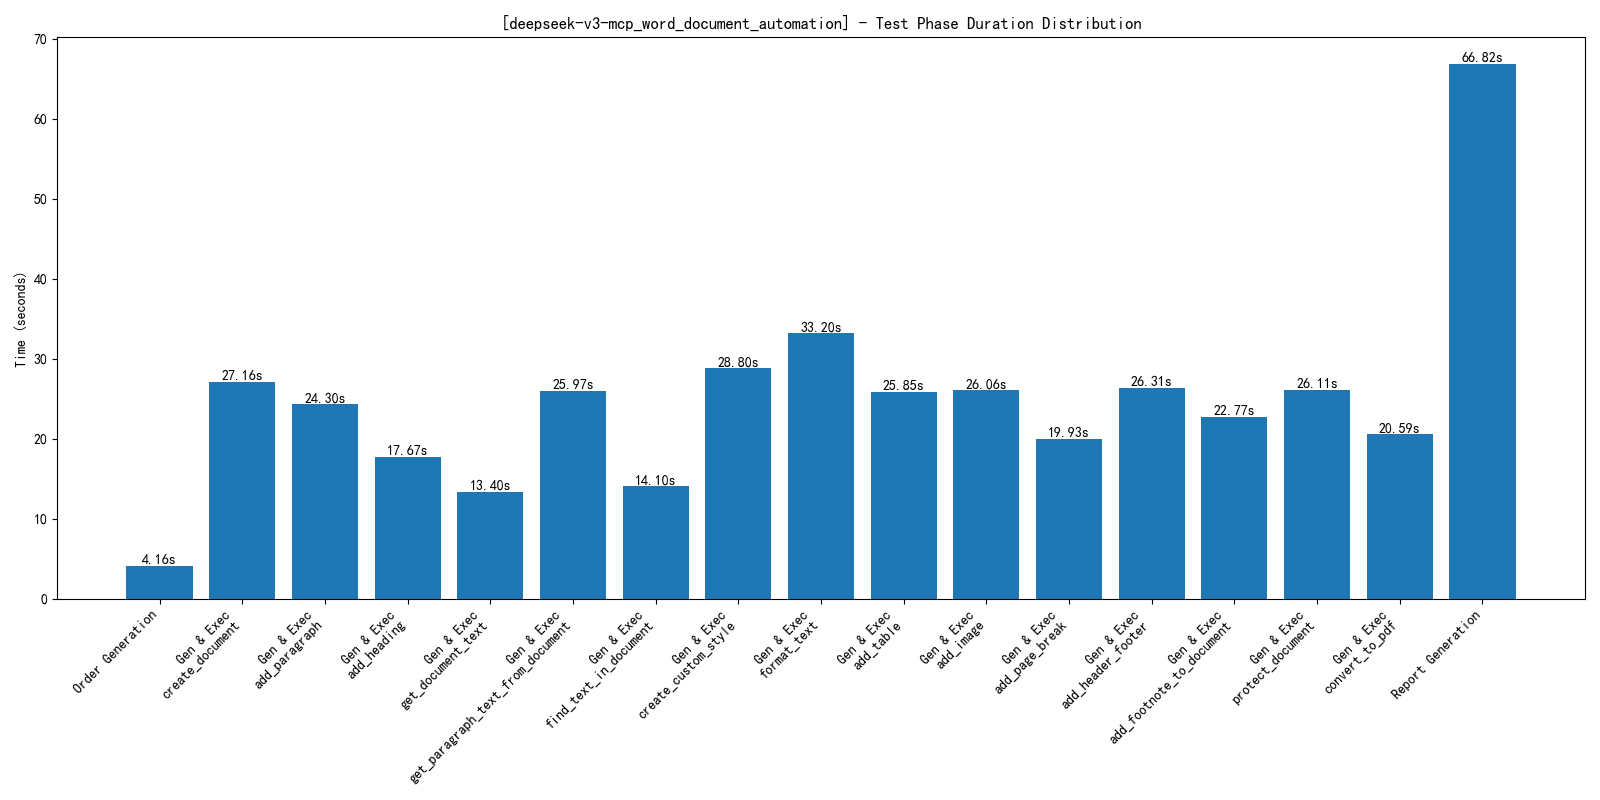 [deepseek-v3-mcp_word_document_automation] - Test Phase Duration Distribution
Time (seconds)
70
60
50
40
30
20
10
0
4.16s
27.16s
24.30s
17.67s
13.40s
25.97s
14.10s
28.80s
33.20s
25.85s
26.06s
19.93s
26.31s
22.77s
26.11s
20.59s
66.82s
Order Generation
Gen & Exec
create_document
Gen & Exec
add_paragraph
Gen & Exec
add_heading
Gen & Exec
get_document_text
Gen & Exec
get_paragraph_text_from_document
Gen & Exec
find_text_in_document
Gen & Exec
create_custom_style
Gen & Exec
format_text
Gen & Exec
add_table
Gen & Exec
add_image
Gen & Exec
add_page_break
Gen & Exec
add_header_footer
Gen & Exec
add_footnote_to_document
Gen & Exec
protect_document
Gen & Exec
convert_to_pdf
Report Generation